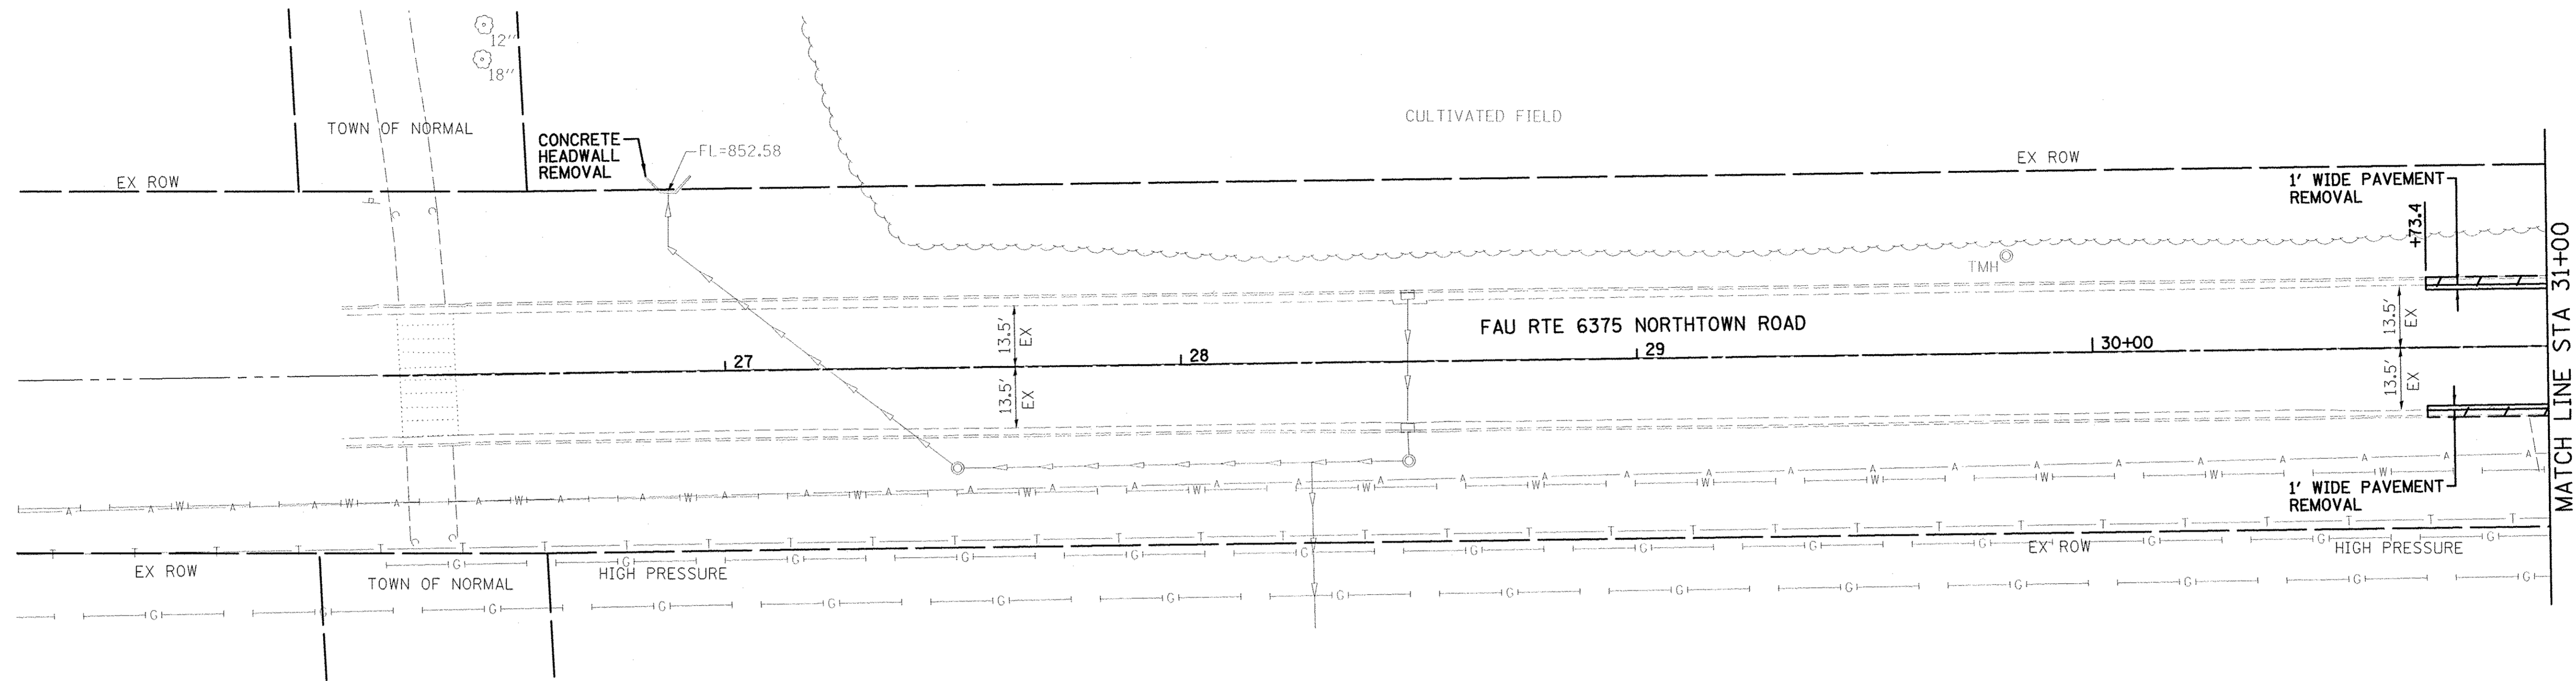 12"
18"
TOWN OF NORMAL
CONCRETE
HEADWALL
REMOVAL
FL=852.58
CULTIVATED FIELD
EX ROW
EX ROW
1' WIDE PAVEMENT
REMOVAL
+73.4
TMH
13.5'
EX
13.5'
EX
FAU RTE 6375 NORTHTOWN ROAD
27
28
29
30+00
13.5'
EX
13.5'
EX
MATCH LINE STA 31+00
1' WIDE PAVEMENT
REMOVAL
EX ROW
TOWN OF NORMAL
HIGH PRESSURE
EX ROW
HIGH PRESSURE